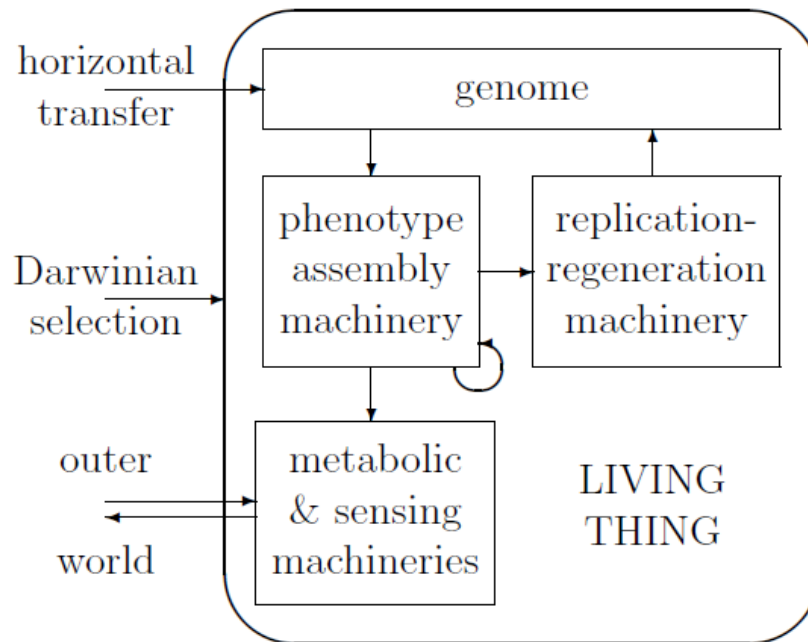 horizontal
transfer
genome
phenotype
assembly
machinery
replication-
regeneration
machinery
Darwinian
selection
outer
world
metabolic
& sensing
machineries
LIVING
THING